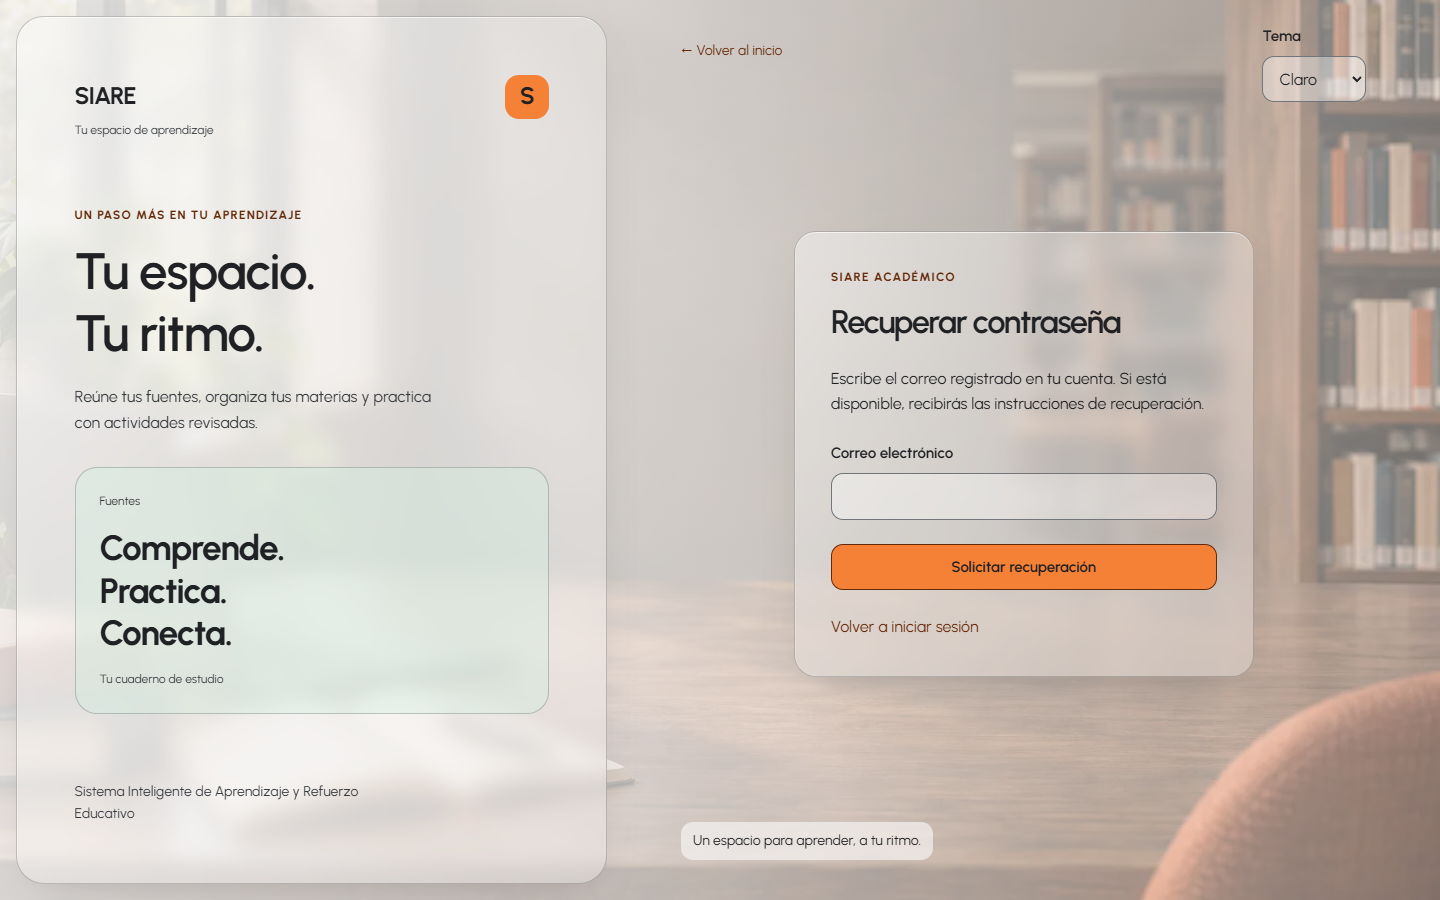 SIARE
S
Tu espacio de aprendizaje
UN PASO MÁS EN TU APRENDIZAJE
Tu espacio.
Tu ritmo.
Reúne tus fuentes, organiza tus materias y practica
con actividades revisadas.
Fuentes
Comprende.
Practica.
Conecta.
Tu cuaderno de estudio
Sistema Inteligente de Aprendizaje y Refuerzo
Educativo
← Volver al inicio
Tema
Claro
SIARE ACADÉMICO
Recuperar contraseña
Escribe el correo registrado en tu cuenta. Si está
disponible, recibirás las instrucciones de recuperación.
Correo electrónico
Solicitar recuperación
Volver a iniciar sesión
Un espacio para aprender, a tu ritmo.